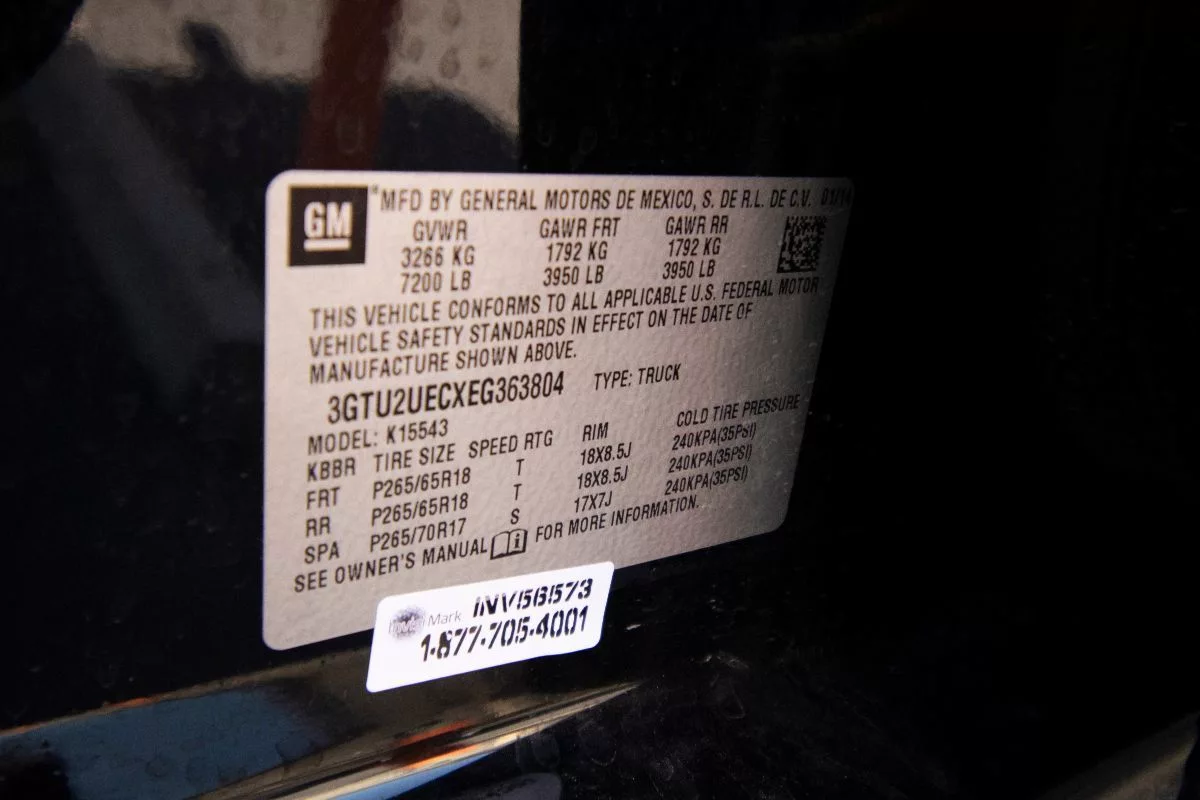 GM
MFD BY GENERAL MOTORS DE MEXICO, S. DE R.L. DE C.V. 01/14
GVWR GAWR FRT GAWR RR
3266 KG 1792 KG 1792 KG
7200 LB 3950 LB 3950 LB
THIS VEHICLE CONFORMS TO ALL APPLICABLE U.S. FEDERAL MOTOR
VEHICLE SAFETY STANDARDS IN EFFECT ON THE DATE OF
MANUFACTURE SHOWN ABOVE.
3GTU2UECXEG363804 TYPE: TRUCK
MODEL: K15543
KBBR TIRE SIZE SPEED RTG RIM COLD TIRE PRESSURE
FRT P265/65R18 T 18X8.5J 240KPA(35PSI)
RR P265/65R18 T 18X8.5J 240KPA(35PSI)
SPA P265/70R17 S 17X7J 240KPA(35PSI)
SEE OWNER'S MANUAL FOR MORE INFORMATION.
Mark INV56573
1-877-705-4001